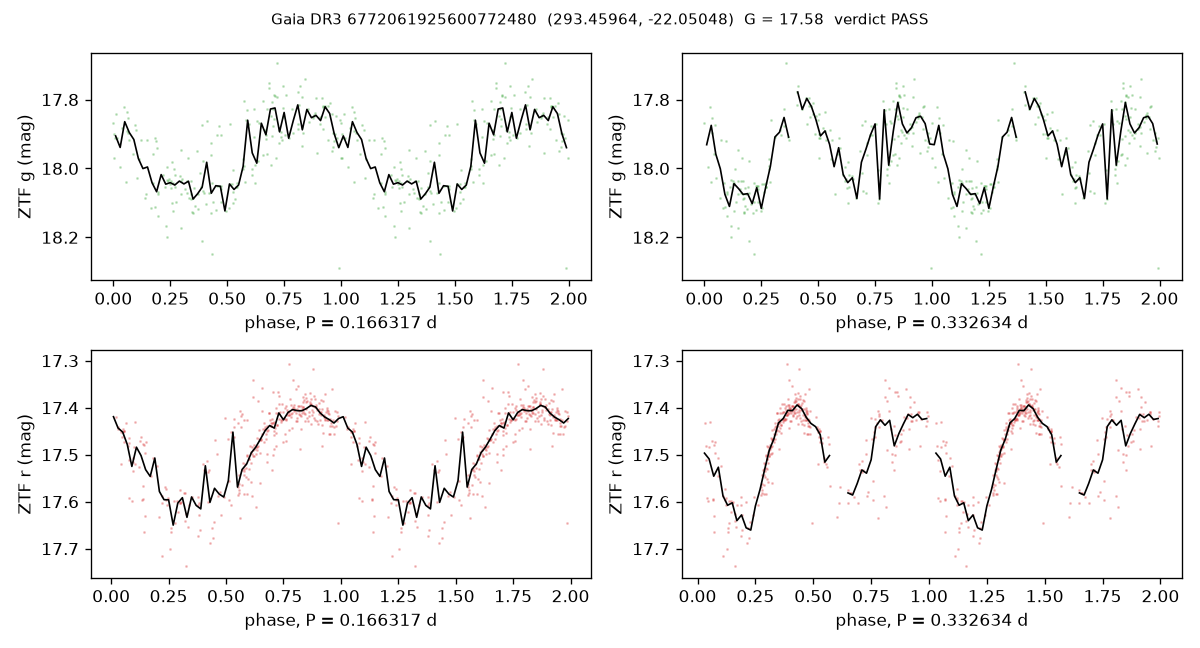 Gaia DR3 6772061925600772480  (293.45964, -22.05048)  G = 17.58  verdict PASS
ZTF g (mag)
17.8
18.0
18.2
0.00 0.25 0.50 0.75 1.00 1.25 1.50 1.75 2.00
phase, P = 0.166317 d
ZTF g (mag)
17.8
18.0
18.2
0.00 0.25 0.50 0.75 1.00 1.25 1.50 1.75 2.00
phase, P = 0.332634 d
ZTF r (mag)
17.3
17.4
17.5
17.6
17.7
0.00 0.25 0.50 0.75 1.00 1.25 1.50 1.75 2.00
phase, P = 0.166317 d
ZTF r (mag)
17.3
17.4
17.5
17.6
17.7
0.00 0.25 0.50 0.75 1.00 1.25 1.50 1.75 2.00
phase, P = 0.332634 d